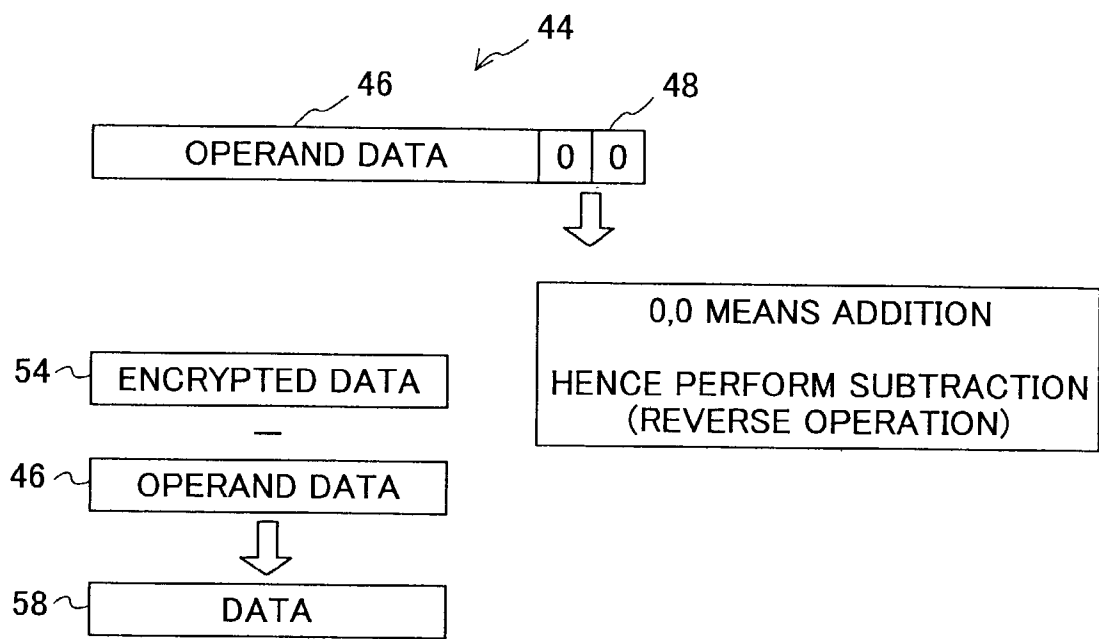 44
46
48
OPERAND DATA 0 0
0,0 MEANS ADDITION
HENCE PERFORM SUBTRACTION
(REVERSE OPERATION)
54 ENCRYPTED DATA
−
46 OPERAND DATA
58 DATA